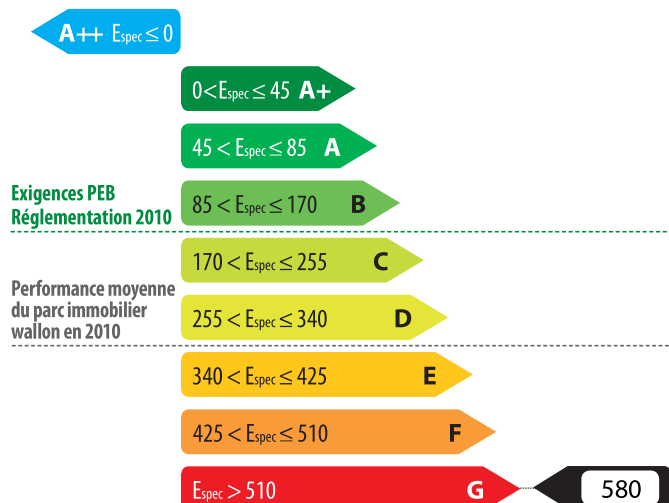 A++ Espec ≤ 0
0 < Espec ≤ 45 A+
45 < Espec ≤ 85 A
Exigences PEB
Réglementation 2010
85 < Espec ≤ 170 B
170 < Espec ≤ 255 C
Performance moyenne
du parc immobilier
wallon en 2010
255 < Espec ≤ 340 D
340 < Espec ≤ 425 E
425 < Espec ≤ 510 F
Espec > 510 G 580